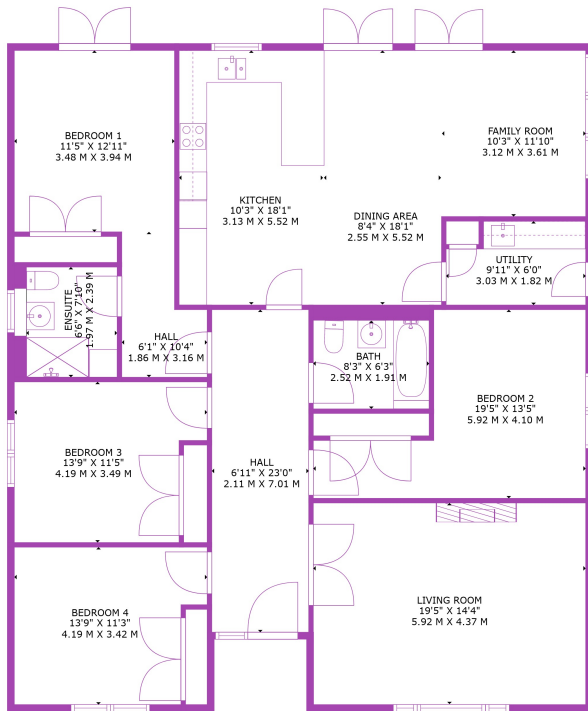 BEDROOM 1
11'5" X 12'11"
3.48 M X 3.94 M
FAMILY ROOM
10'3" X 11'10"
3.12 M X 3.61 M
KITCHEN
10'3" X 18'1"
3.13 M X 5.52 M
DINING AREA
8'4" X 18'1"
2.55 M X 5.52 M
UTILITY
9'11" X 6'0"
3.03 M X 1.82 M
ENSUITE
6'6" X 7'10"
1.97 M X 2.39 M
HALL
6'1" X 10'4"
1.86 M X 3.16 M
BATH
8'3" X 6'3"
2.52 M X 1.91 M
BEDROOM 2
19'5" X 13'5"
5.92 M X 4.10 M
BEDROOM 3
13'9" X 11'5"
4.19 M X 3.49 M
HALL
6'11" X 23'0"
2.11 M X 7.01 M
BEDROOM 4
13'9" X 11'3"
4.19 M X 3.42 M
LIVING ROOM
19'5" X 14'4"
5.92 M X 4.37 M